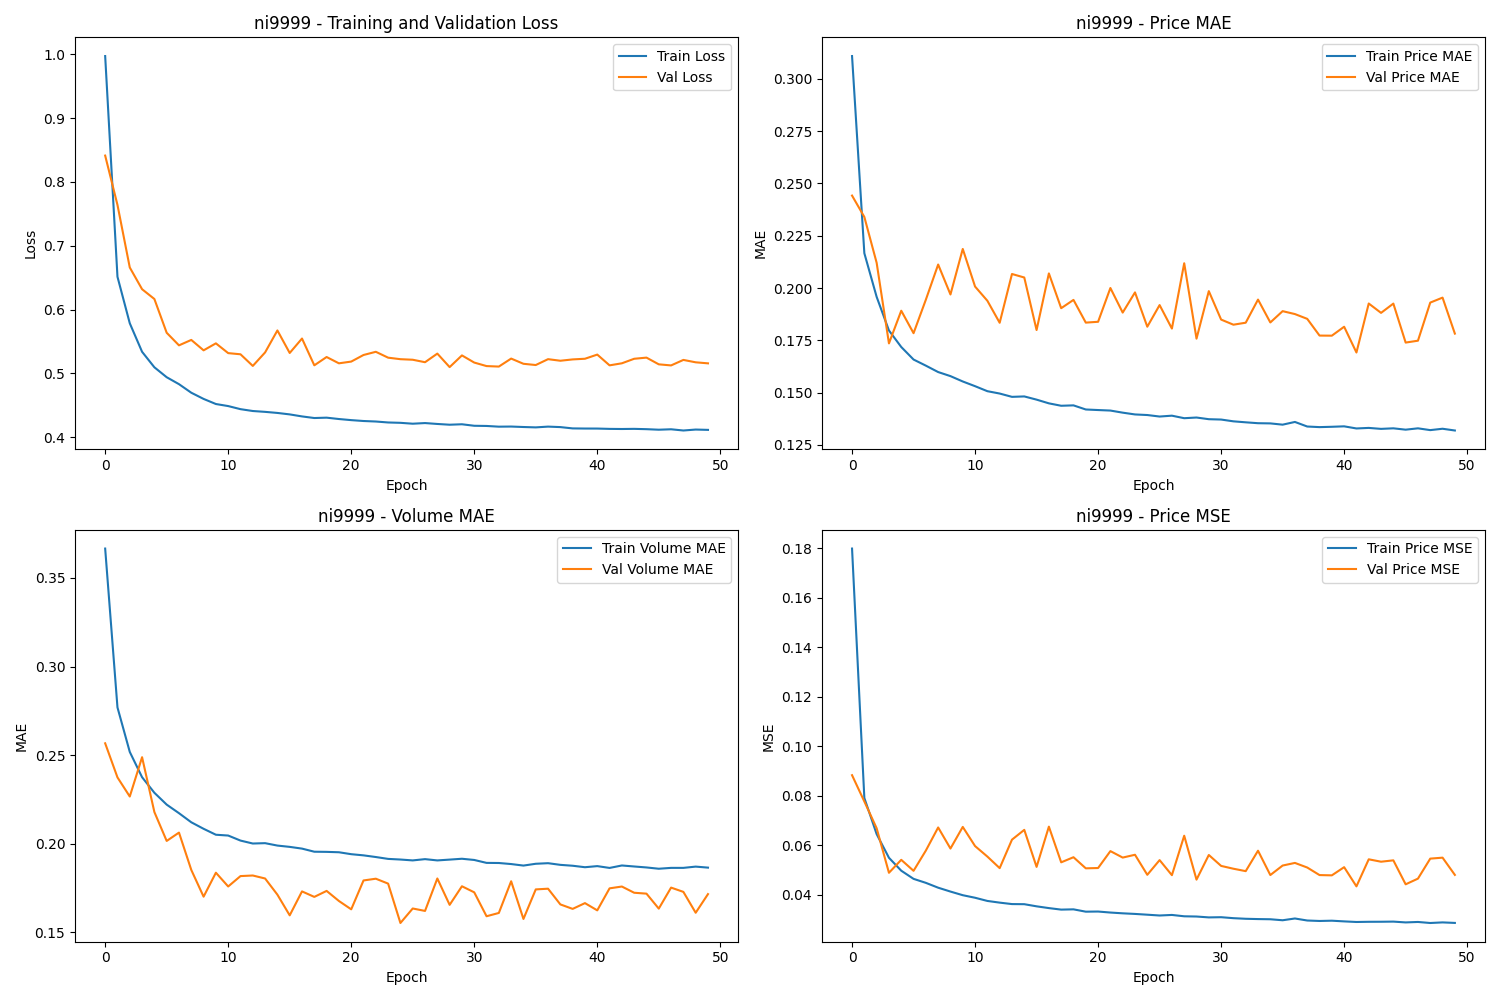 ni9999 - Training and Validation Loss
Train Loss
Val Loss
1.0
0.9
0.8
0.7
0.6
0.5
0.4
Loss
0 10 20 30 40 50
Epoch
ni9999 - Price MAE
Train Price MAE
Val Price MAE
0.300
0.275
0.250
0.225
0.200
0.175
0.150
0.125
MAE
0 10 20 30 40 50
Epoch
ni9999 - Volume MAE
Train Volume MAE
Val Volume MAE
0.35
0.30
0.25
0.20
0.15
MAE
0 10 20 30 40 50
Epoch
ni9999 - Price MSE
Train Price MSE
Val Price MSE
0.18
0.16
0.14
0.12
0.10
0.08
0.06
0.04
MSE
0 10 20 30 40 50
Epoch